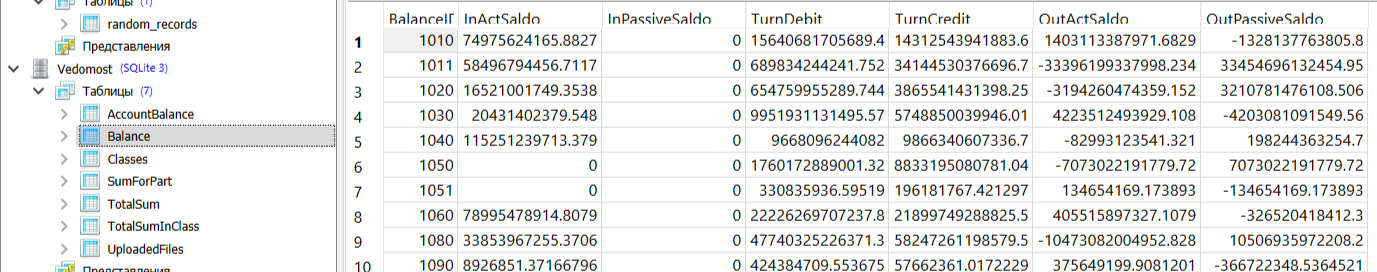 Таблицы (1)
random_records
Представления
Vedomost (SQLite 3)
Таблицы (7)
AccountBalance
Balance
Classes
SumForPart
TotalSum
TotalSumInClass
UploadedFiles
Представления
BalanceID InActSaldo InPassiveSaldo TurnDebit TurnCredit OutActSaldo OutPassiveSaldo
1 1010 74975624165.8827 0 15640681705689.4 14312543941883.6 1403113387971.6829 -1328137763805.8
2 1011 58496794456.7117 0 689834244241.752 34144530376696.7 -33396199337998.234 33454696132454.95
3 1020 16521001749.3538 0 654759955289.744 3865541431398.25 -3194260474359.152 3210781476108.506
4 1030 20431402379.548 0 9951931131495.57 5748850039946.01 4223512493929.108 -4203081091549.56
5 1040 115251239713.379 0 9668096244082 9866340607336.7 -82993123541.321 198244363254.7
6 1050 0 0 1760172889001.32 8833195080781.04 -7073022191779.72 7073022191779.72
7 1051 0 0 330835936.59519 196181767.421297 134654169.173893 -134654169.173893
8 1060 78995478914.8079 0 22226269707237.8 21899749288825.5 405515897327.1079 -326520418412.3
9 1080 33853967255.3706 0 47740325226371.3 58247261198579.5 -10473082004952.828 10506935972208.2
10 1090 8926851.37166796 0 424384709.553675 57662361.0172229 375649199.9081201 -366722348.5364521